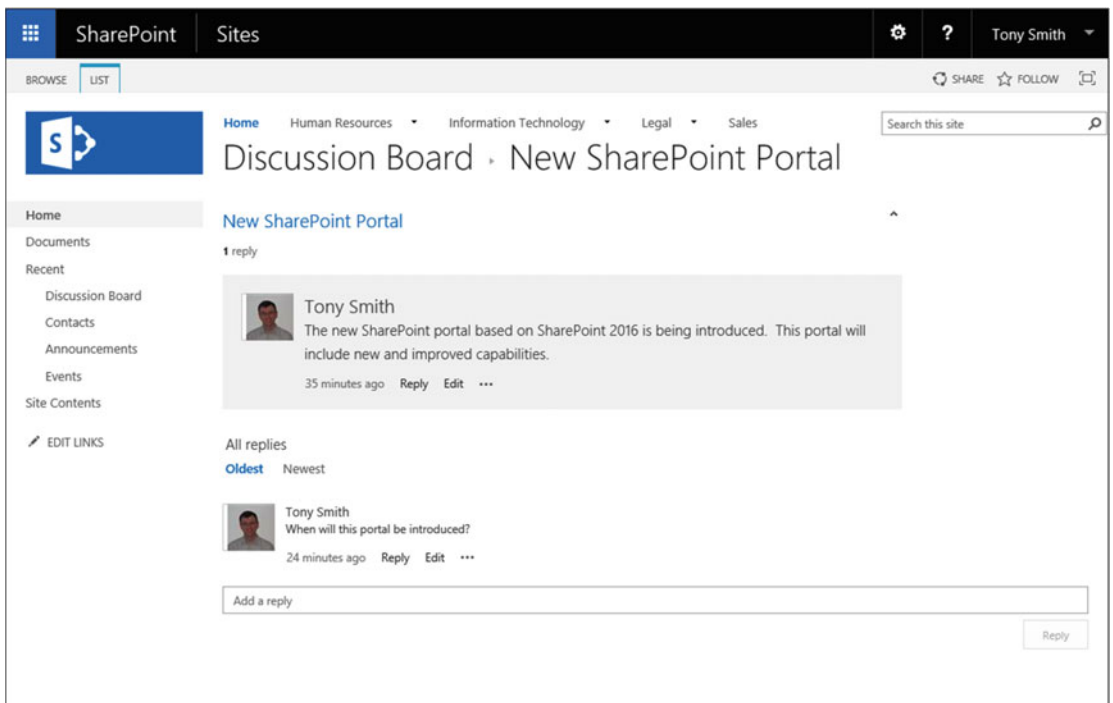 SharePoint Sites ? Tony Smith
BROWSE LIST SHARE FOLLOW
S
Home Human Resources Information Technology Legal Sales
Search this site
Discussion Board ▸ New SharePoint Portal
Home
Documents
Recent
Discussion Board
Contacts
Announcements
Events
Site Contents
EDIT LINKS
New SharePoint Portal
1 reply
Tony Smith
The new SharePoint portal based on SharePoint 2016 is being introduced. This portal will
include new and improved capabilities.
35 minutes ago Reply Edit •••
All replies
Oldest Newest
Tony Smith
When will this portal be introduced?
24 minutes ago Reply Edit •••
Add a reply
Reply